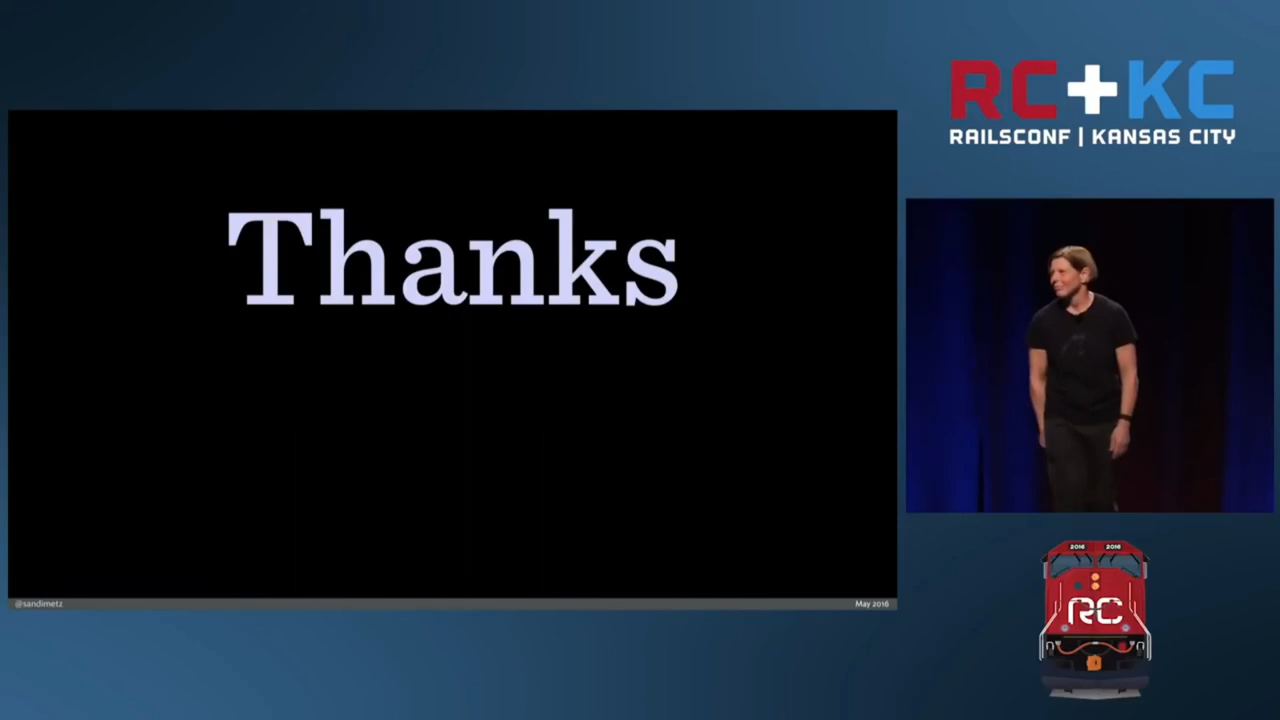 RC+KC
RAILSCONF | KANSAS CITY
Thanks
@sandimetz
May 2016
2016
2016
RC